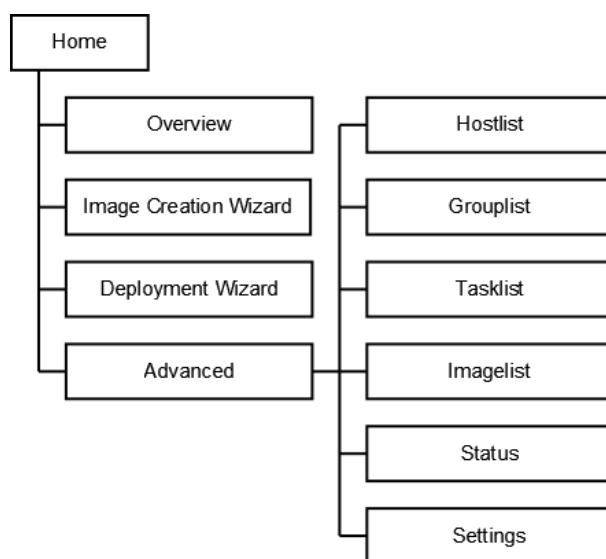 Home
Overview
Image Creation Wizard
Deployment Wizard
Advanced
Hostlist
Grouplist
Tasklist
Imagelist
Status
Settings